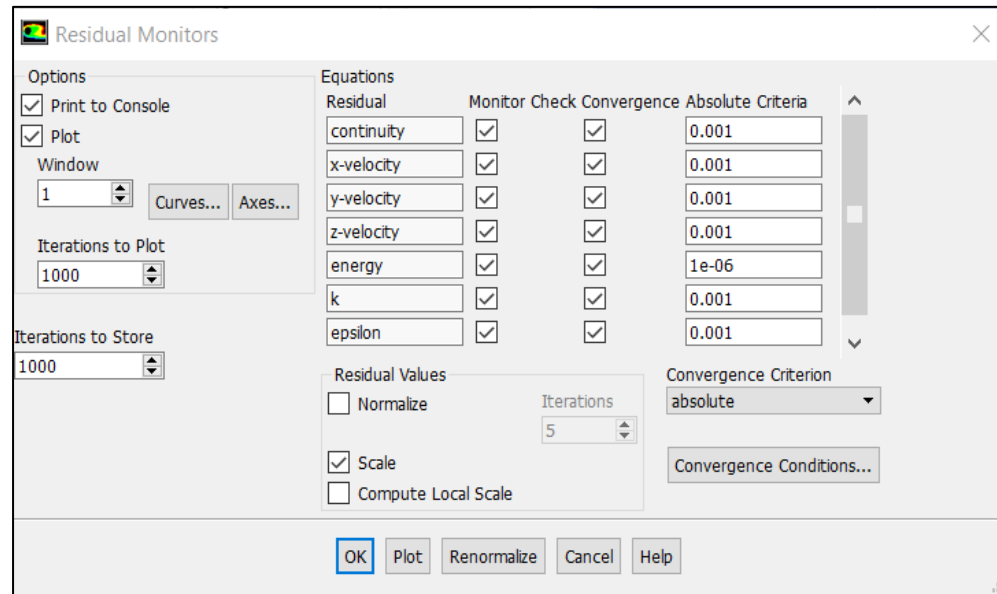 Residual Monitors
Options
Print to Console
Plot
Window
1
Curves... Axes...
Iterations to Plot
1000
Iterations to Store
1000
Equations
Residual Monitor Check Convergence Absolute Criteria
continuity 0.001
x-velocity 0.001
y-velocity 0.001
z-velocity 0.001
energy 1e-06
k 0.001
epsilon 0.001
Residual Values
Normalize
Iterations
5
Scale
Compute Local Scale
Convergence Criterion
absolute
Convergence Conditions...
OK Plot Renormalize Cancel Help